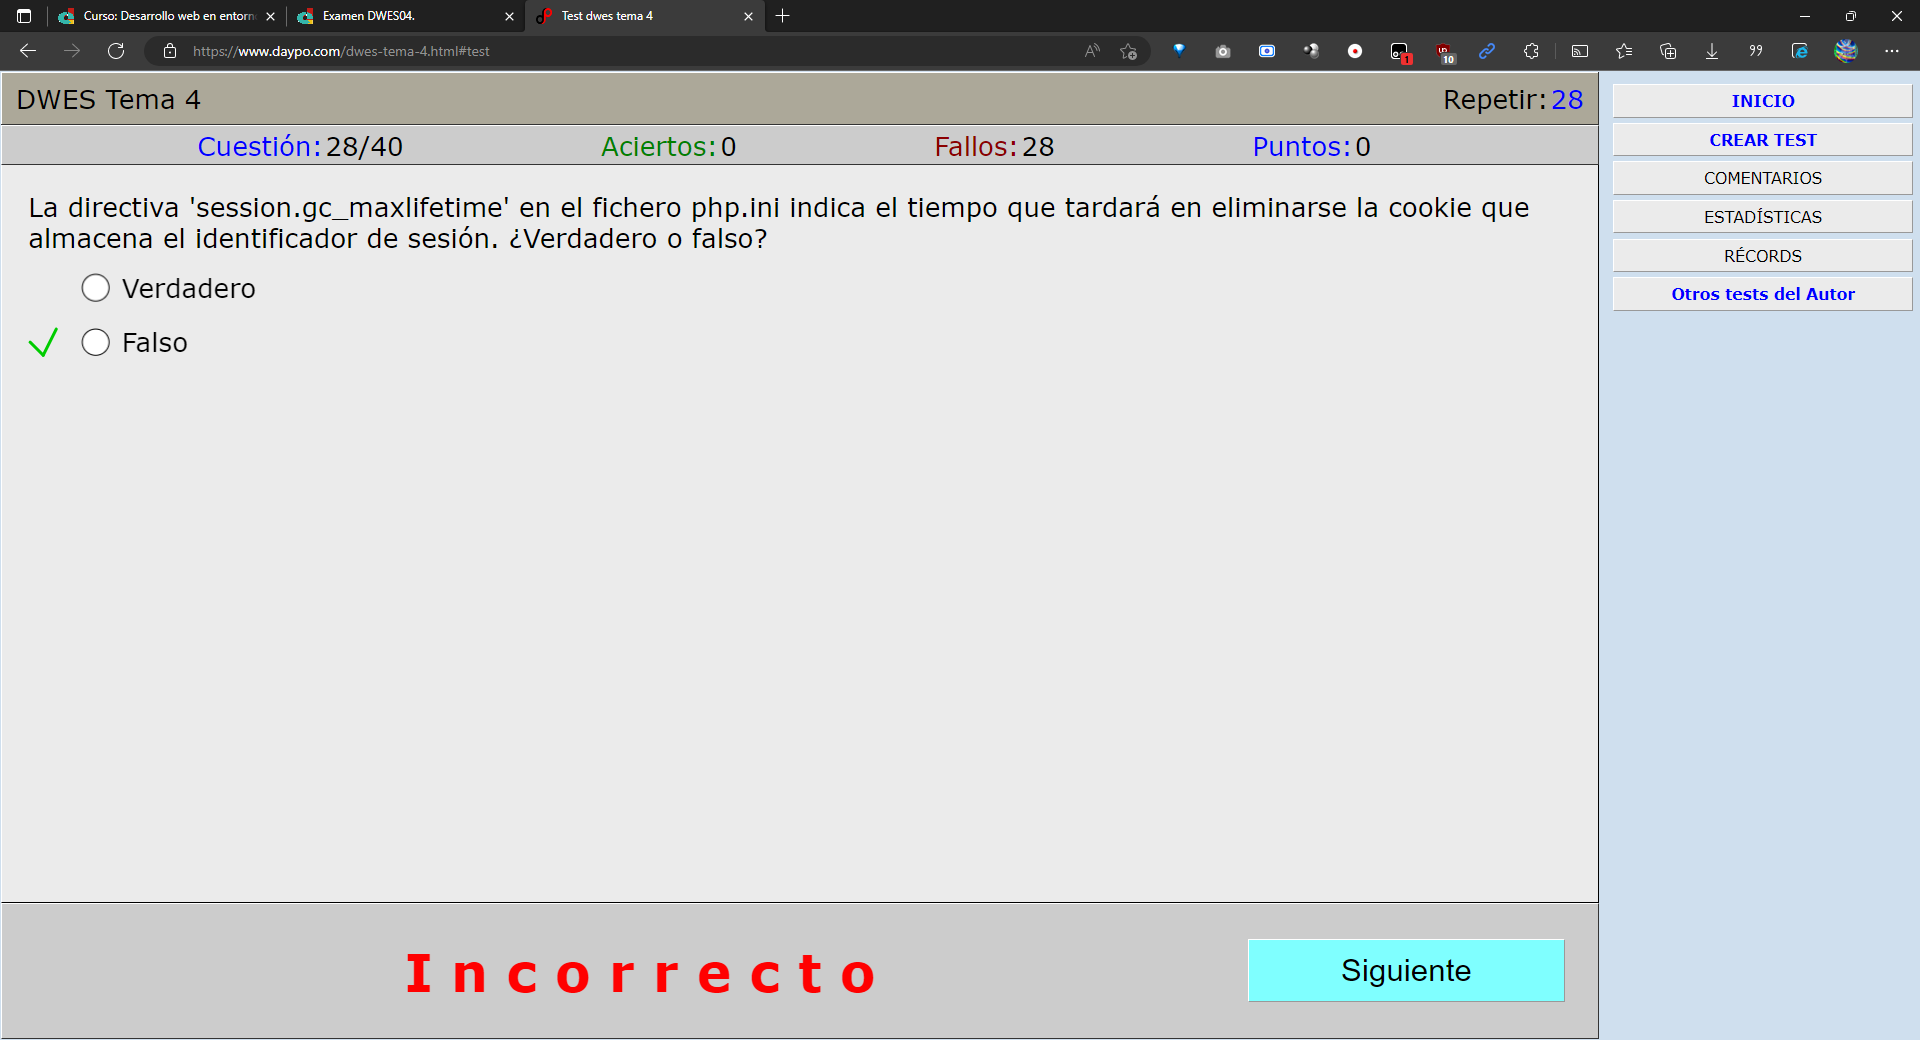 Curso: Desarrollo web en entorn
Examen DWES04.
Test dwes tema 4
https://www.daypo.com/dwes-tema-4.html#test
1
10
DWES Tema 4
Repetir: 28
Cuestión: 28/40
Aciertos: 0
Fallos: 28
Puntos: 0
La directiva 'session.gc_maxlifetime' en el fichero php.ini indica el tiempo que tardará en eliminarse la cookie que
almacena el identificador de sesión. ¿Verdadero o falso?
Verdadero
Falso
Incorrecto
Siguiente
INICIO
CREAR TEST
COMENTARIOS
ESTADÍSTICAS
RÉCORDS
Otros tests del Autor